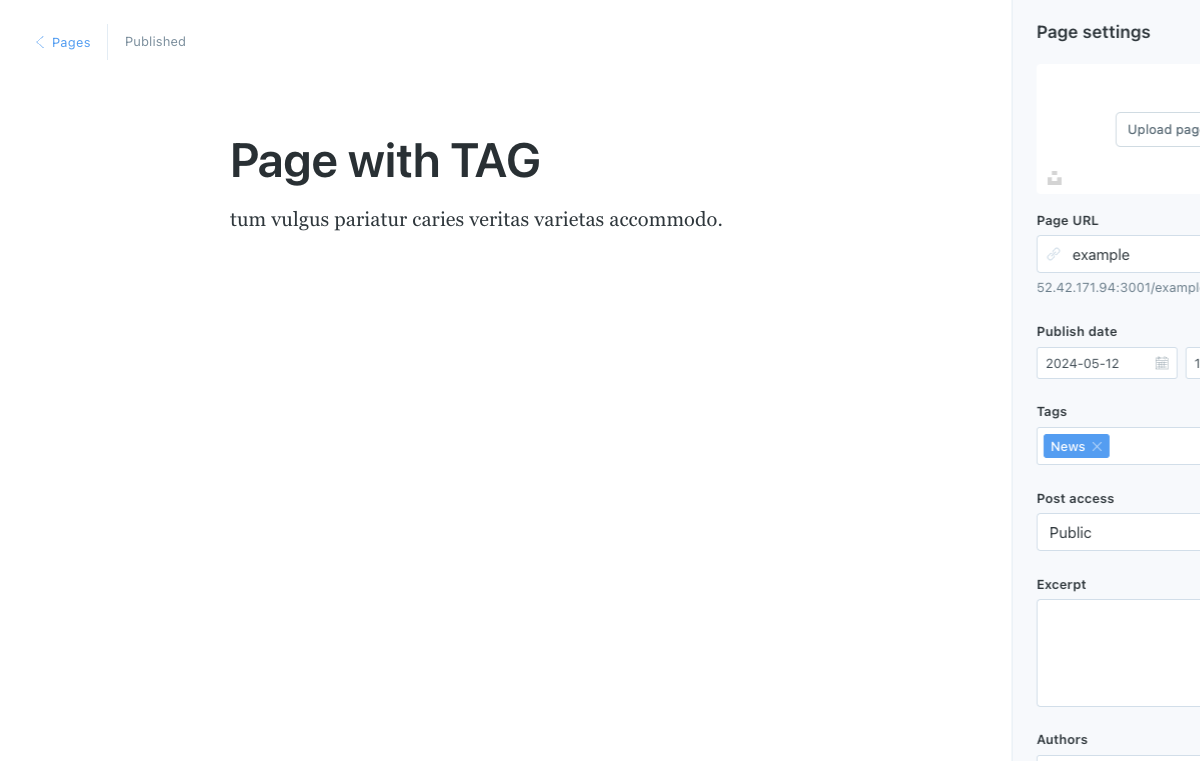 Pages
Published
Page with TAG
tum vulgus pariatur caries veritas varietas accommodo.
Page settings
Upload pag
Page URL
example
52.42.171.94:3001/exampl
Publish date
2024-05-12
1
Tags
News
Post access
Public
Excerpt
Authors